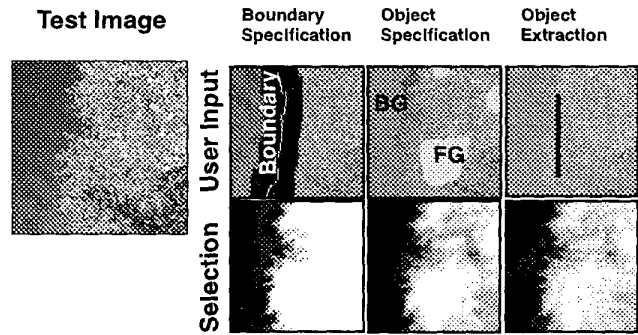 Test Image
Boundary
Specification
Object
Specification
Object
Extraction
User Input
Boundary
BG
FG
Selection